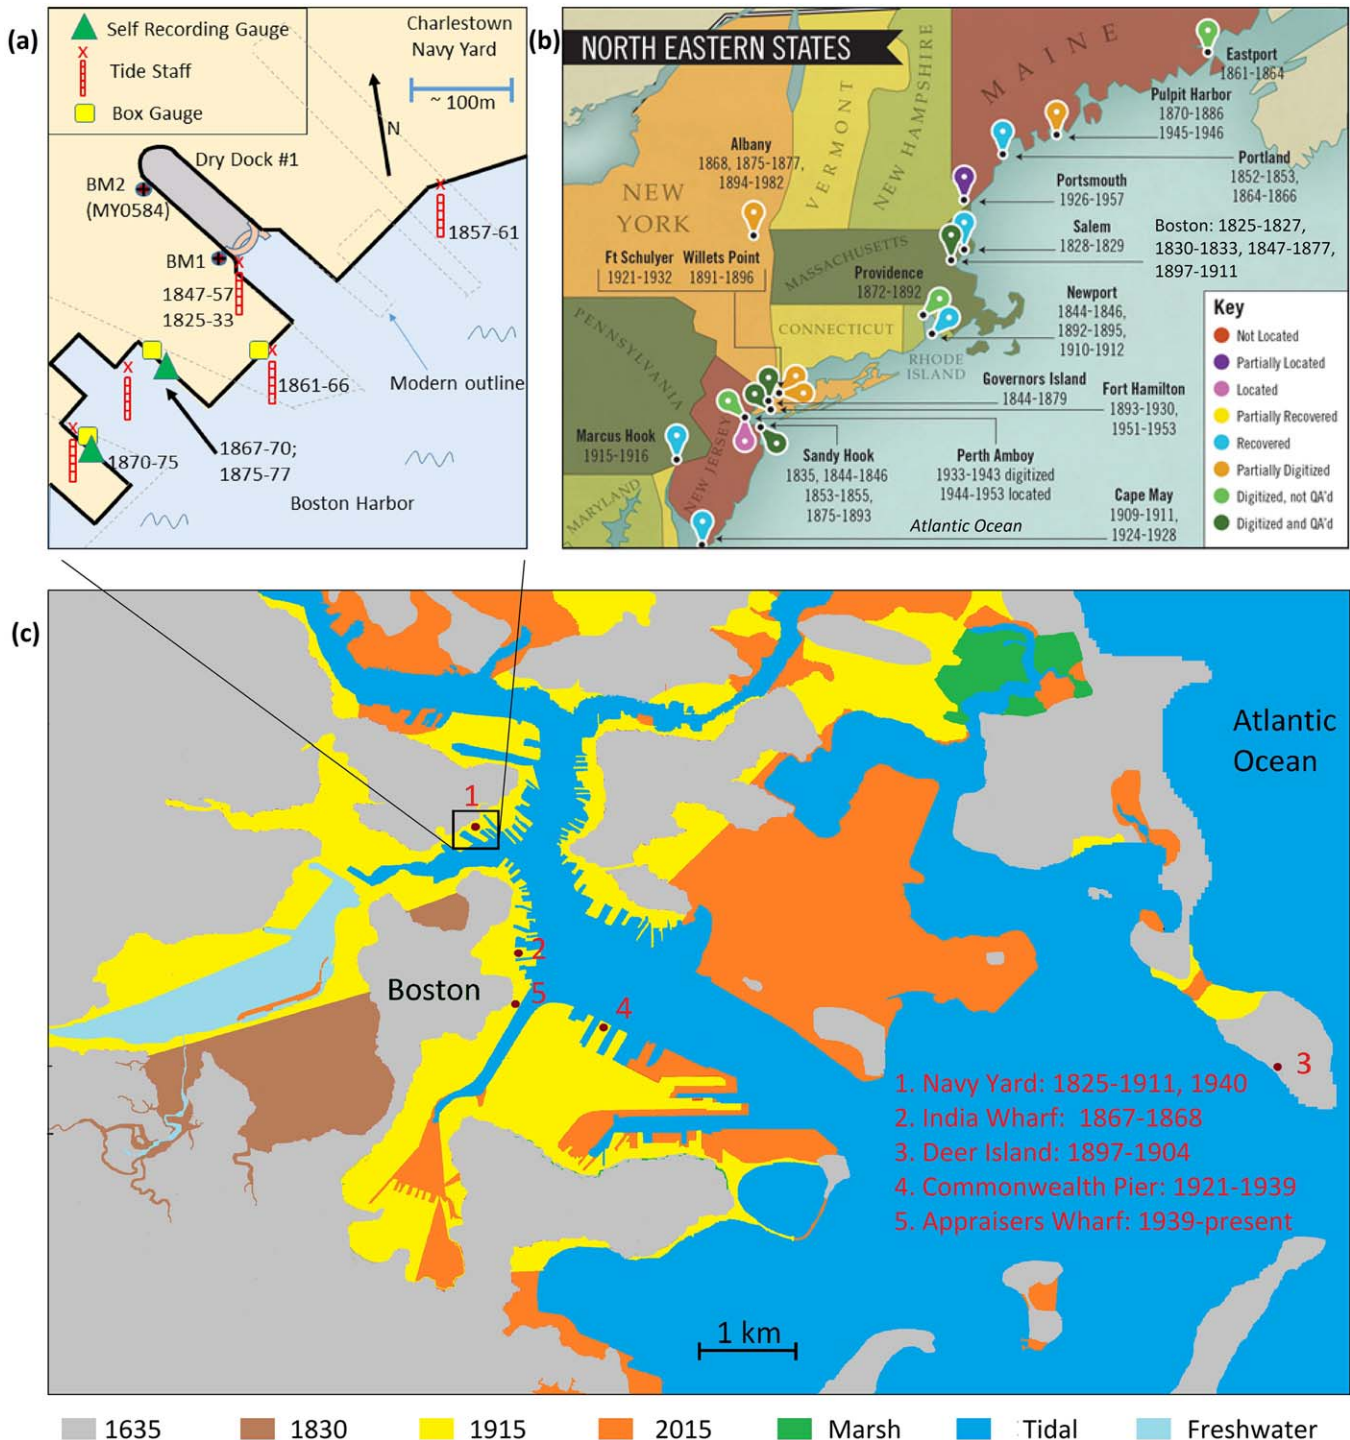 (a)
Self Recording Gauge
Tide Staff
Box Gauge
Charlestown
Navy Yard
~ 100m
N
Dry Dock #1
BM2
(MY0584)
BM1
1847-57
1825-33
1857-61
1861-66
Modern outline
1867-70;
1875-77
1870-75
Boston Harbor
(b)
NORTH EASTERN STATES
MAINE
VERMONT
NEW HAMPSHIRE
NEW
YORK
MASSACHUSETTS
CONNECTICUT
RHODE
ISLAND
PENNSYLVANIA
NEW JERSEY
MARYLAND
Eastport
1861-1864
Pulpit Harbor
1870-1886
1945-1946
Portland
1852-1853,
1864-1866
Albany
1868, 1875-1877,
1894-1982
Portsmouth
1926-1957
Salem
1828-1829
Boston: 1825-1827,
1830-1833, 1847-1877,
1897-1911
Ft Schulyer
1921-1932
Willets Point
1891-1896
Providence
1872-1892
Newport
1844-1846,
1892-1895,
1910-1912
Governors Island
1844-1879
Fort Hamilton
1893-1930,
1951-1953
Marcus Hook
1915-1916
Sandy Hook
1835, 1844-1846
1853-1855,
1875-1893
Perth Amboy
1933-1943 digitized
1944-1953 located
Cape May
1909-1911,
1924-1928
Atlantic Ocean
Key
Not Located
Partially Located
Located
Partially Recovered
Recovered
Partially Digitized
Digitized, not QA'd
Digitized and QA'd
(c)
Atlantic
Ocean
1
2
Boston
5
4
3
1. Navy Yard: 1825-1911, 1940
2. India Wharf: 1867-1868
3. Deer Island: 1897-1904
4. Commonwealth Pier: 1921-1939
5. Appraisers Wharf: 1939-present
1 km
1635 1830 1915 2015 Marsh Tidal Freshwater